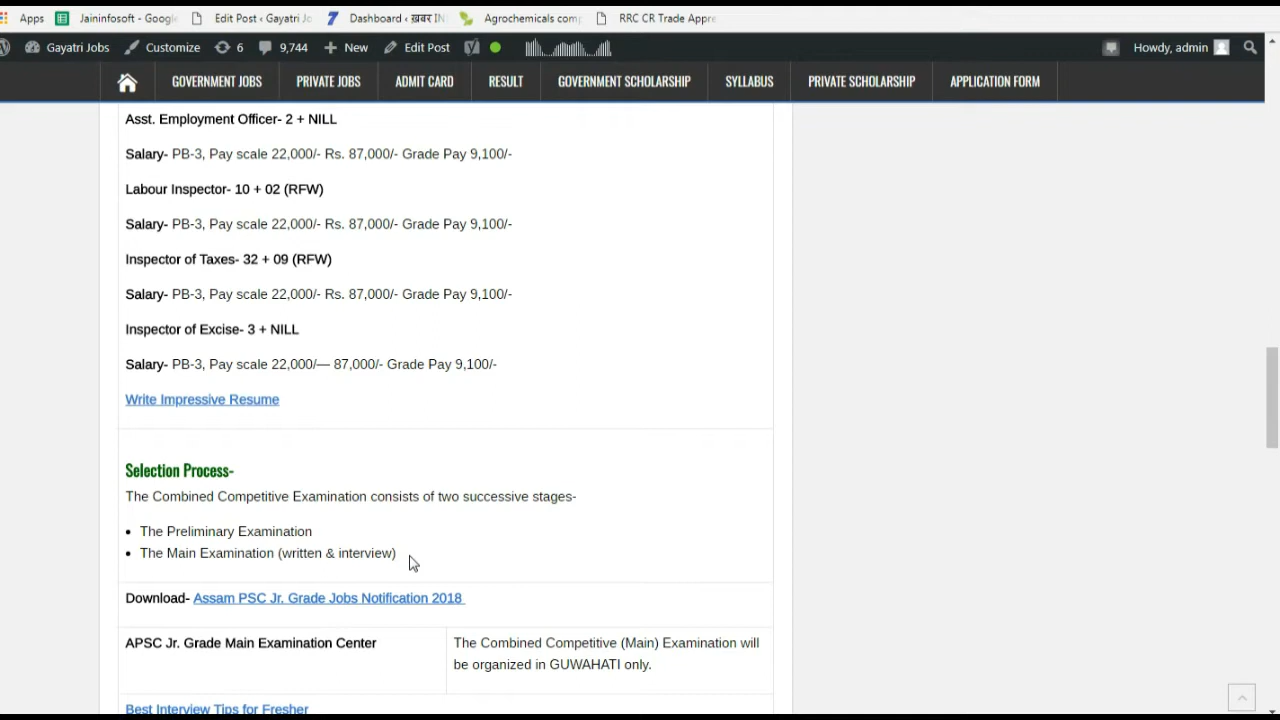 Apps Jaininfosoft - Google Edit Post ‹ Gayatri Jo Dashboard ‹ ख़बर IN Agrochemicals com RRC CR Trade Appre
Gayatri Jobs Customize 6 9,744 New Edit Post Howdy, admin
GOVERNMENT JOBS PRIVATE JOBS ADMIT CARD RESULT GOVERNMENT SCHOLARSHIP SYLLABUS PRIVATE SCHOLARSHIP APPLICATION FORM
Asst. Employment Officer- 2 + NILL
Salary- PB-3, Pay scale 22,000/- Rs. 87,000/- Grade Pay 9,100/-
Labour Inspector- 10 + 02 (RFW)
Salary- PB-3, Pay scale 22,000/- Rs. 87,000/- Grade Pay 9,100/-
Inspector of Taxes- 32 + 09 (RFW)
Salary- PB-3, Pay scale 22,000/- Rs. 87,000/- Grade Pay 9,100/-
Inspector of Excise- 3 + NILL
Salary- PB-3, Pay scale 22,000/— 87,000/- Grade Pay 9,100/-
Write Impressive Resume
Selection Process-
The Combined Competitive Examination consists of two successive stages-
• The Preliminary Examination
• The Main Examination (written & interview)
Download- Assam PSC Jr. Grade Jobs Notification 2018
APSC Jr. Grade Main Examination Center The Combined Competitive (Main) Examination will
be organized in GUWAHATI only.
Best Interview Tips for Fresher